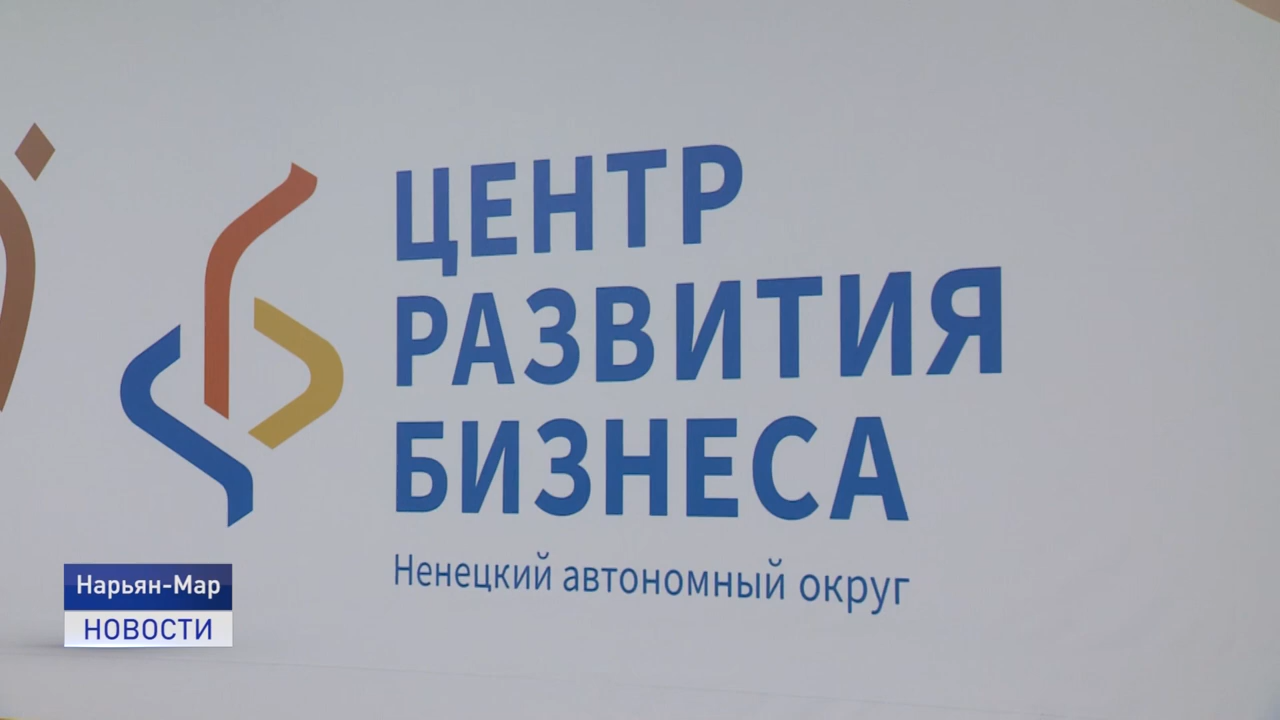 ЦЕНТР
РАЗВИТИЯ
БИЗНЕСА
Ненецкий автономный округ
Нарьян-Мар
НОВОСТИ